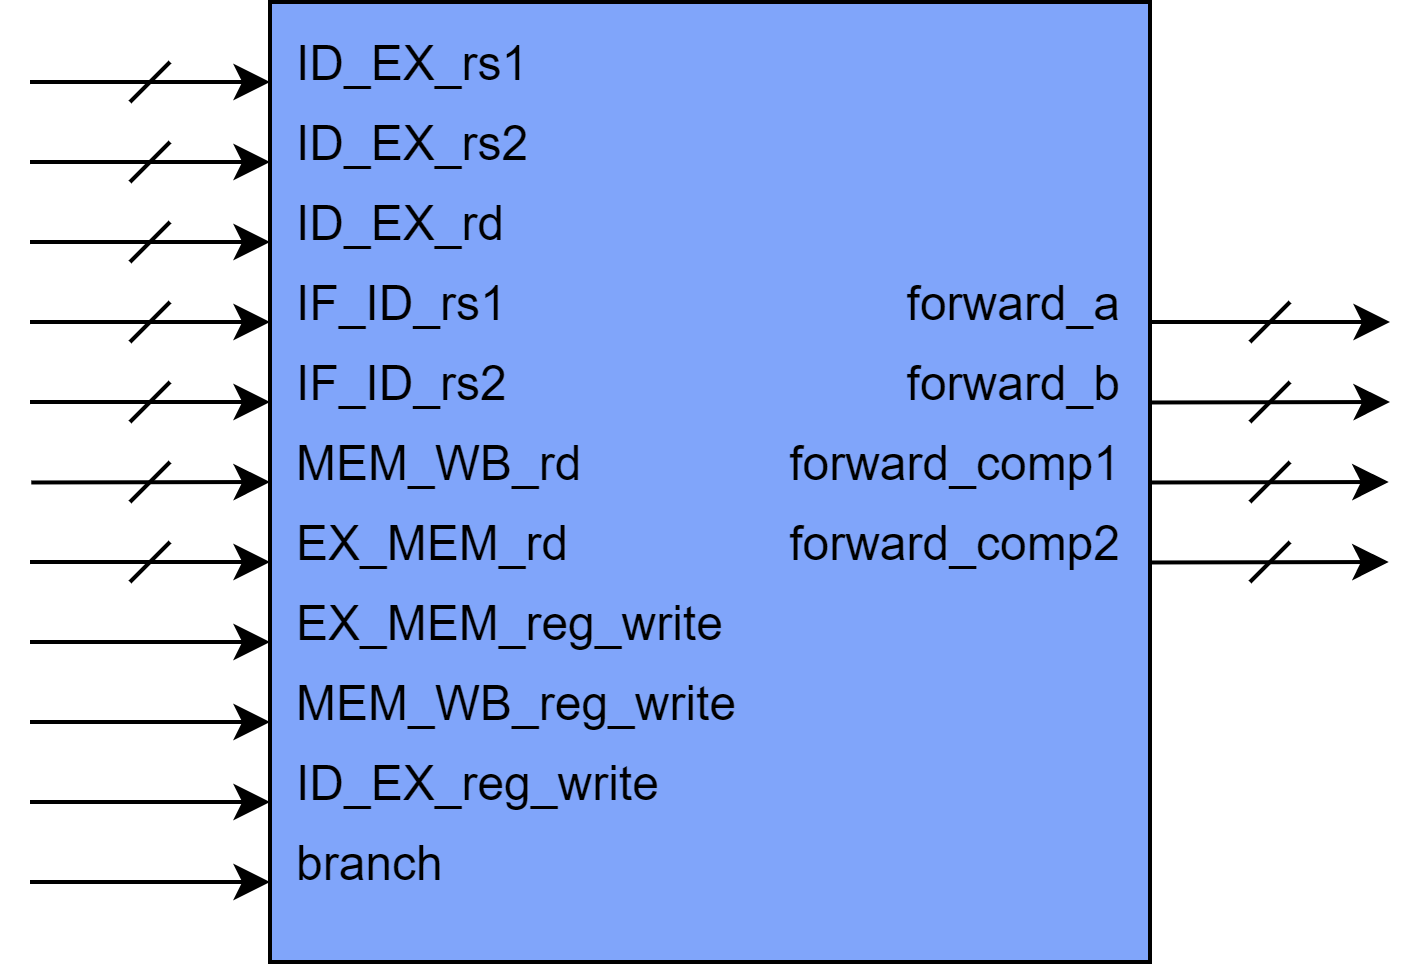 ID_EX_rs1
ID_EX_rs2
ID_EX_rd
IF_ID_rs1
forward_a
IF_ID_rs2
forward_b
MEM_WB_rd
forward_comp1
EX_MEM_rd
forward_comp2
EX_MEM_reg_write
MEM_WB_reg_write
ID_EX_reg_write
branch